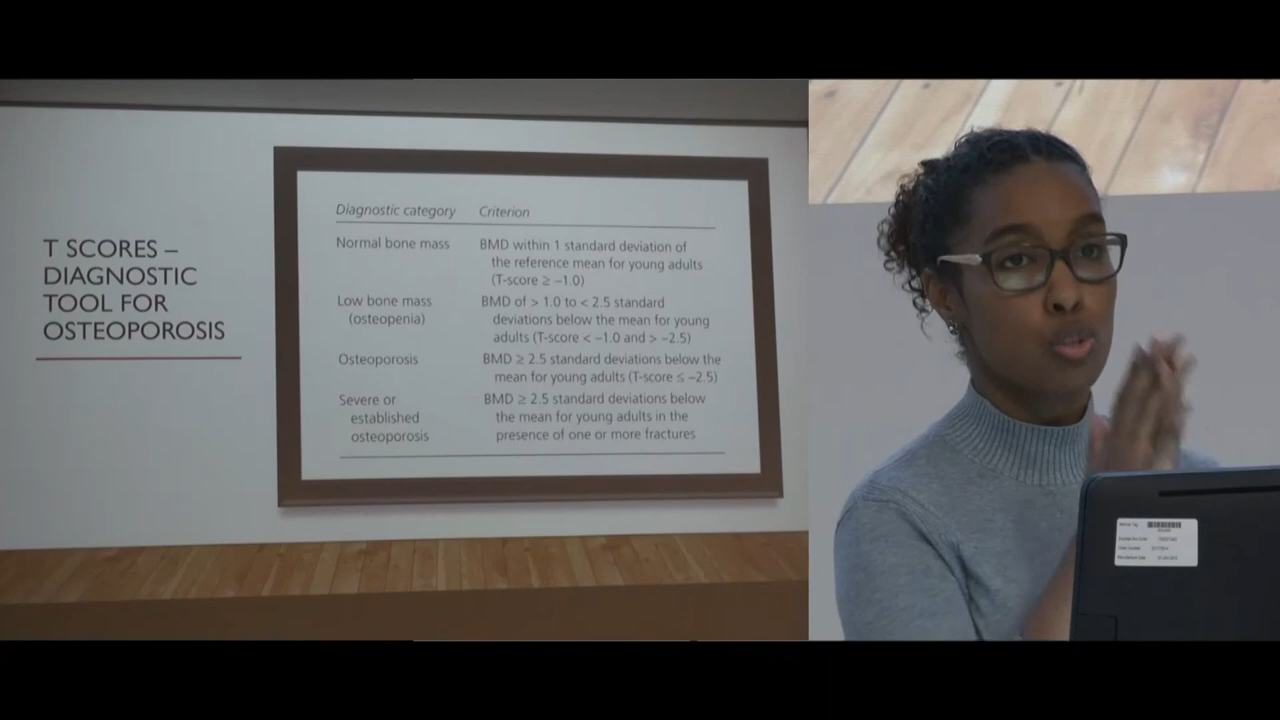 T SCORES –
DIAGNOSTIC
TOOL FOR
OSTEOPOROSIS
Diagnostic category Criterion
Normal bone mass BMD within 1 standard deviation of
the reference mean for young adults
(T-score ≥ −1.0)
Low bone mass BMD of > 1.0 to < 2.5 standard
(osteopenia) deviations below the mean for young
adults (T-score < −1.0 and > −2.5)
Osteoporosis BMD ≥ 2.5 standard deviations below the
mean for young adults (T-score ≤ −2.5)
Severe or BMD ≥ 2.5 standard deviations below
established the mean for young adults in the
osteoporosis presence of one or more fractures